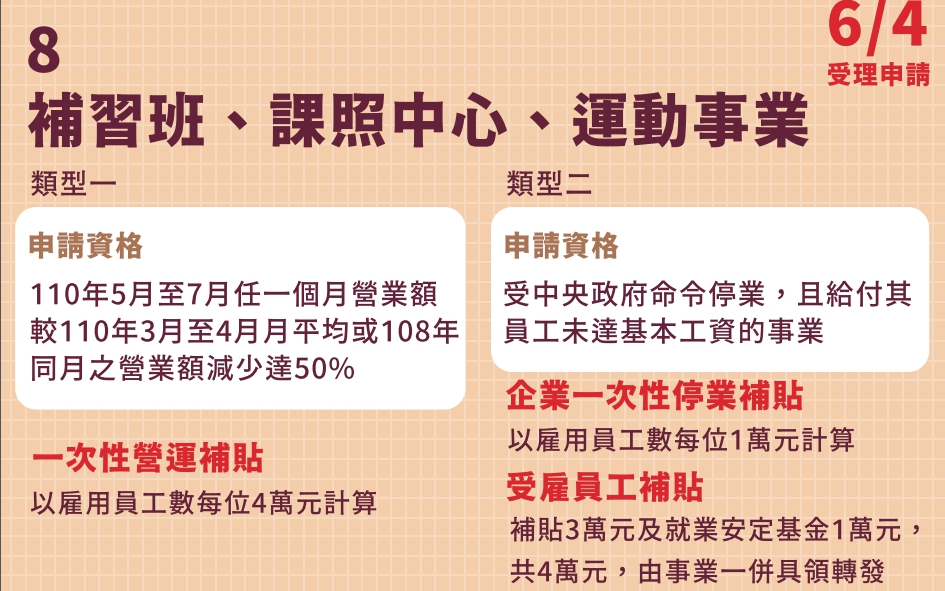 8
6/4
受理申請
補習班、課照中心、運動事業
類型一
申請資格
110年5月至7月任一個月營業額
較110年3月至4月月平均或108年
同月之營業額減少達50%
一次性營運補貼
以雇用員工數每位4萬元計算
類型二
申請資格
受中央政府命令停業，且給付其
員工未達基本工資的事業
企業一次性停業補貼
以雇用員工數每位1萬元計算
受雇員工補貼
補貼3萬元及就業安定基金1萬元，
共4萬元，由事業一併具領轉發